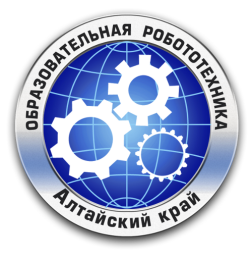 ОБРАЗОВАТЕЛЬНАЯ РОБОТОТЕХНИКА
Алтайский край